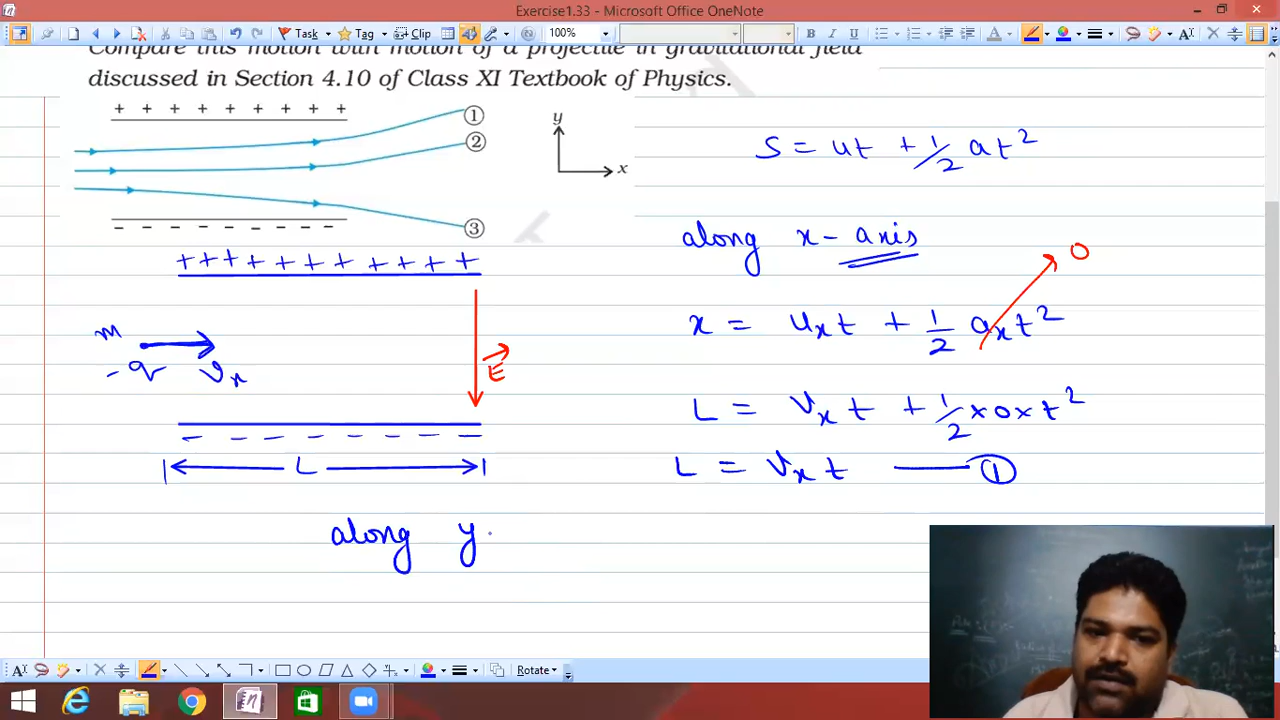 Exercise1.33 - Microsoft Office OneNote
Task
Tag
Clip
100%
B I U
Compare this motion with motion of a projectile in gravitational field
discussed in Section 4.10 of Class XI Textbook of Physics.
+ + + + + + + + +
①
②
③
- - - - - - - - -
y
x
S = ut + 1/2 at²
along x - axis
0
x = uₓt + 1/2 aₓt²
L = vₓt + 1/2 × 0 × t²
L = vₓt —— ①
+ + + + + + + + + + +
m
-q vₓ
E⃗
- - - - - - - -
L
along y
Rotate